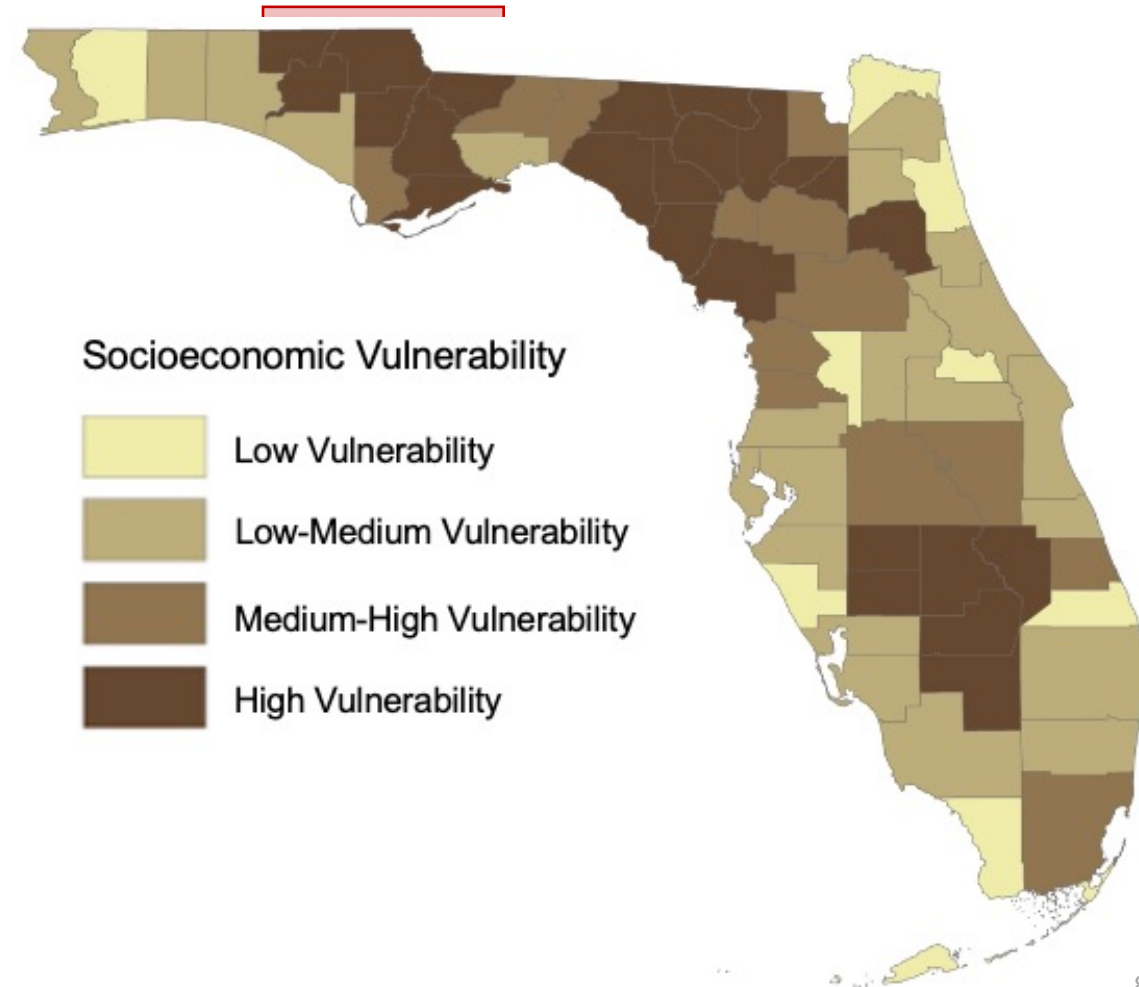 Socioeconomic Vulnerability
Low Vulnerability
Low-Medium Vulnerability
Medium-High Vulnerability
High Vulnerability